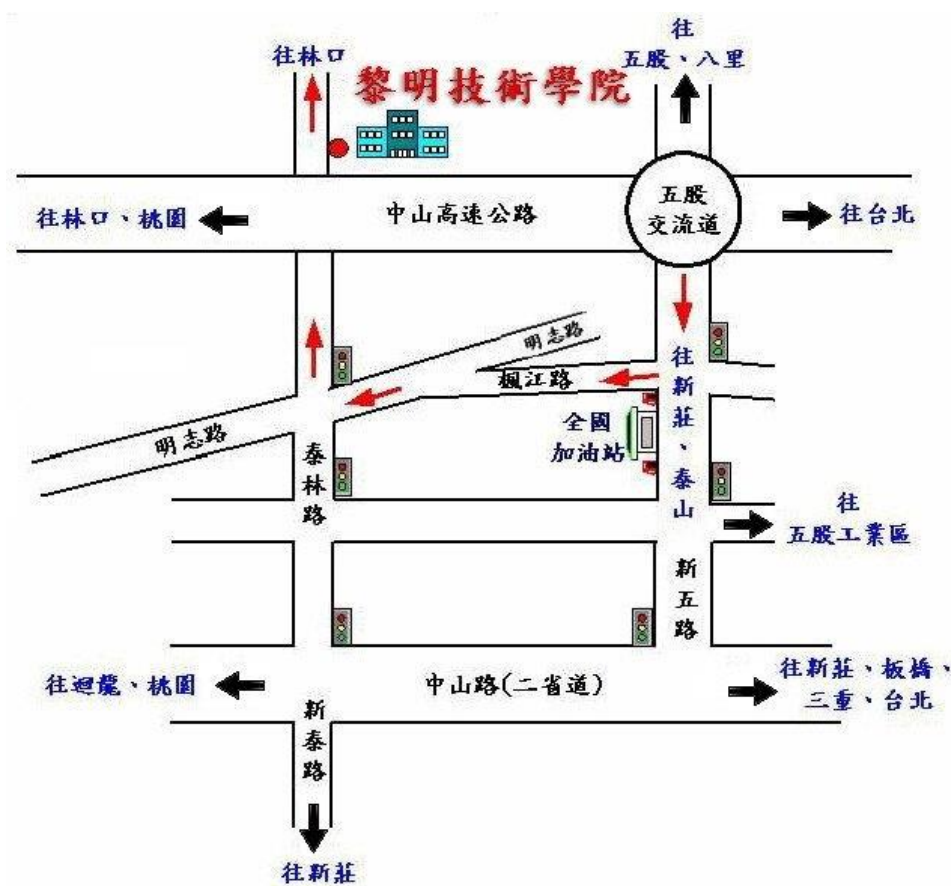 往林口
往
五股、八里
黎明技術學院
往林口、桃園
中山高速公路
五股
交流道
往台北
明志路
楓江路
往新莊、泰山
全國
加油站
明志路
泰林路
往
五股工業區
新五路
往迴龍、桃園
中山路(二省道)
往新莊、板橋、
三重、台北
新泰路
往新莊